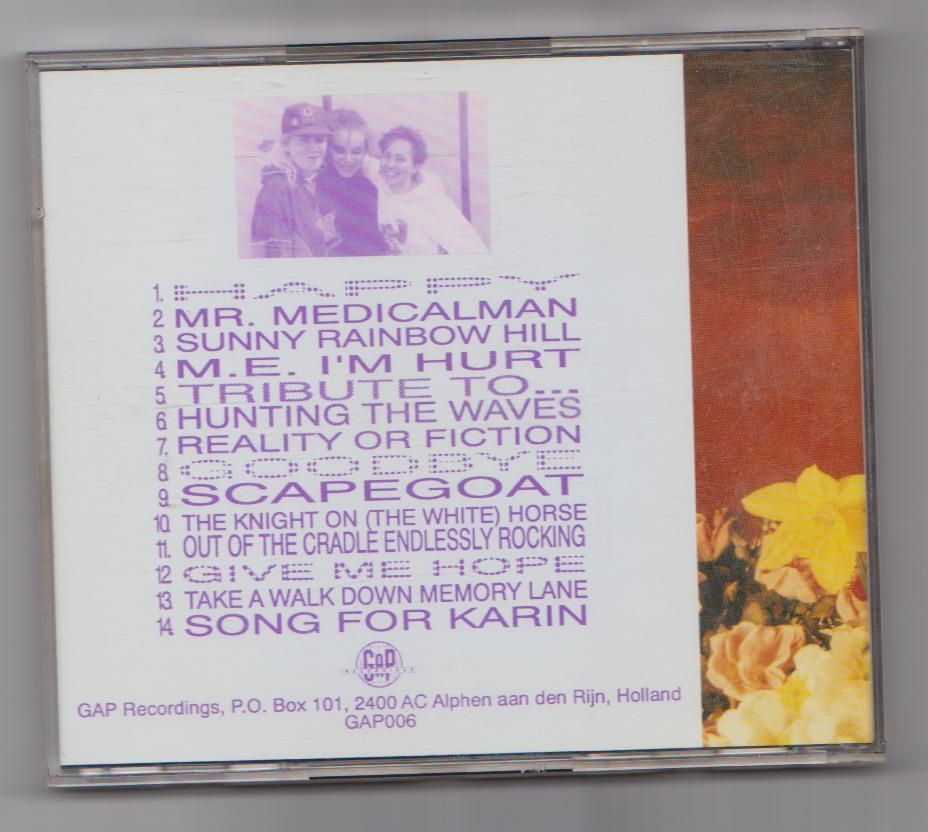 1. HAPPY
2 MR. MEDICALMAN
3. SUNNY RAINBOW HILL
4 M.E. I'M HURT
5. TRIBUTE TO...
6 HUNTING THE WAVES
7. REALITY OR FICTION
8. GOODBYE
9. SCAPEGOAT
10. THE KNIGHT ON (THE WHITE) HORSE
11. OUT OF THE CRADLE ENDLESSLY ROCKING
12 GIVE ME HOPE
13. TAKE A WALK DOWN MEMORY LANE
14. SONG FOR KARIN
GAP
RECORDINGS
GAP Recordings, P.O. Box 101, 2400 AC Alphen aan den Rijn, Holland
GAP006